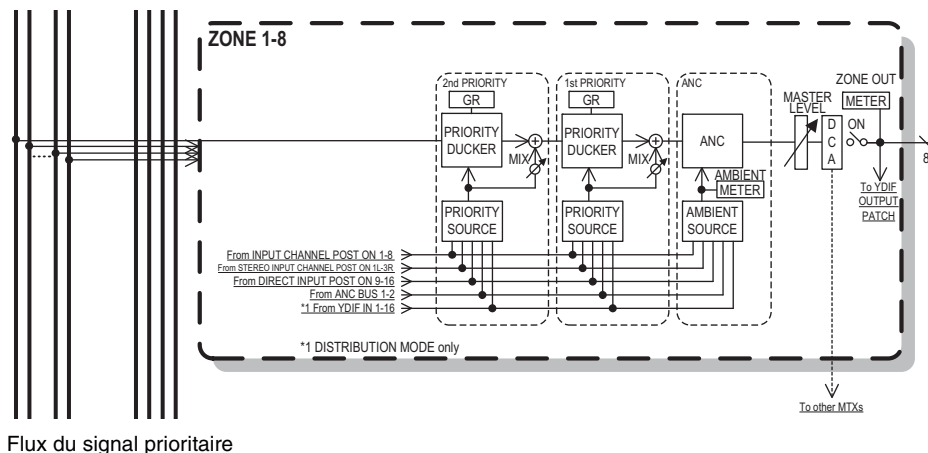 ZONE 1-8
2nd PRIORITY
GR
PRIORITY
DUCKER
MIX
PRIORITY
SOURCE
1st PRIORITY
GR
PRIORITY
DUCKER
MIX
PRIORITY
SOURCE
ANC
ANC
AMBIENT
METER
AMBIENT
SOURCE
MASTER
LEVEL
D
C
A
ON
ZONE OUT
METER
8
To YDIF
OUTPUT
PATCH
From INPUT CHANNEL POST ON 1-8
From STEREO INPUT CHANNEL POST ON 1L-3R
From DIRECT INPUT POST ON 9-16
From ANC BUS 1-2
*1 From YDIF IN 1-16
*1 DISTRIBUTION MODE only
To other MTXs
Flux du signal prioritaire